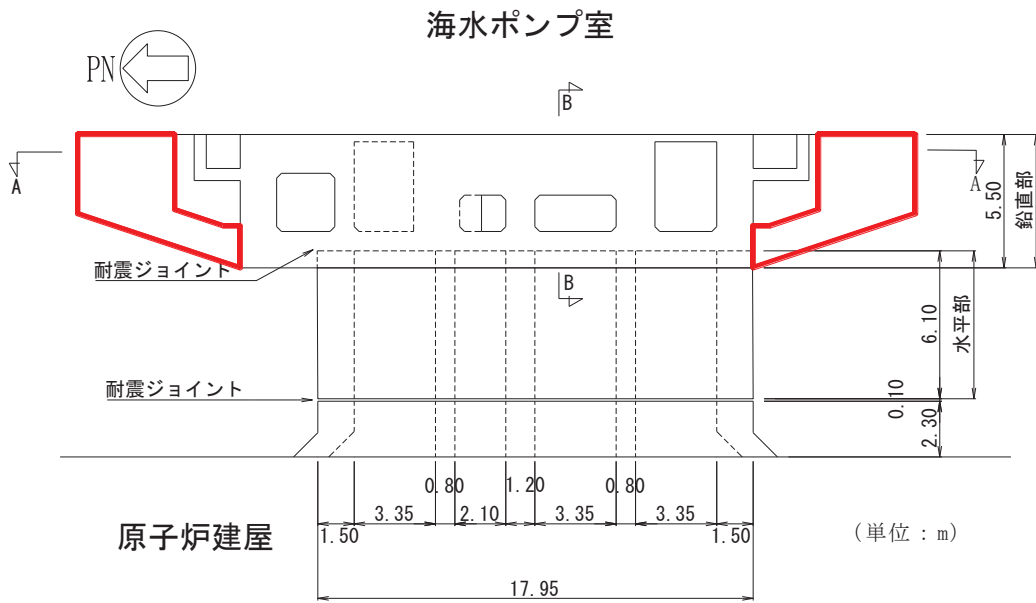 海水ポンプ室
PN
B
A
A
5.50
鉛直部
耐震ジョイント
B
6.10
水平部
耐震ジョイント
0.10
2.30
0.80
1.20
0.80
3.35
2.10
3.35
3.35
1.50
1.50
原子炉建屋
(単位：m)
17.95